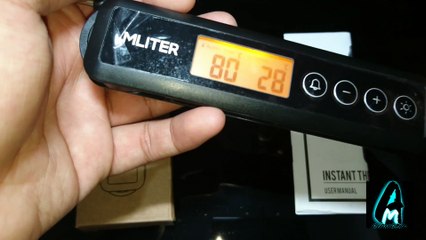 MLITER
80 28
INSTANT TH
USER MANUAL